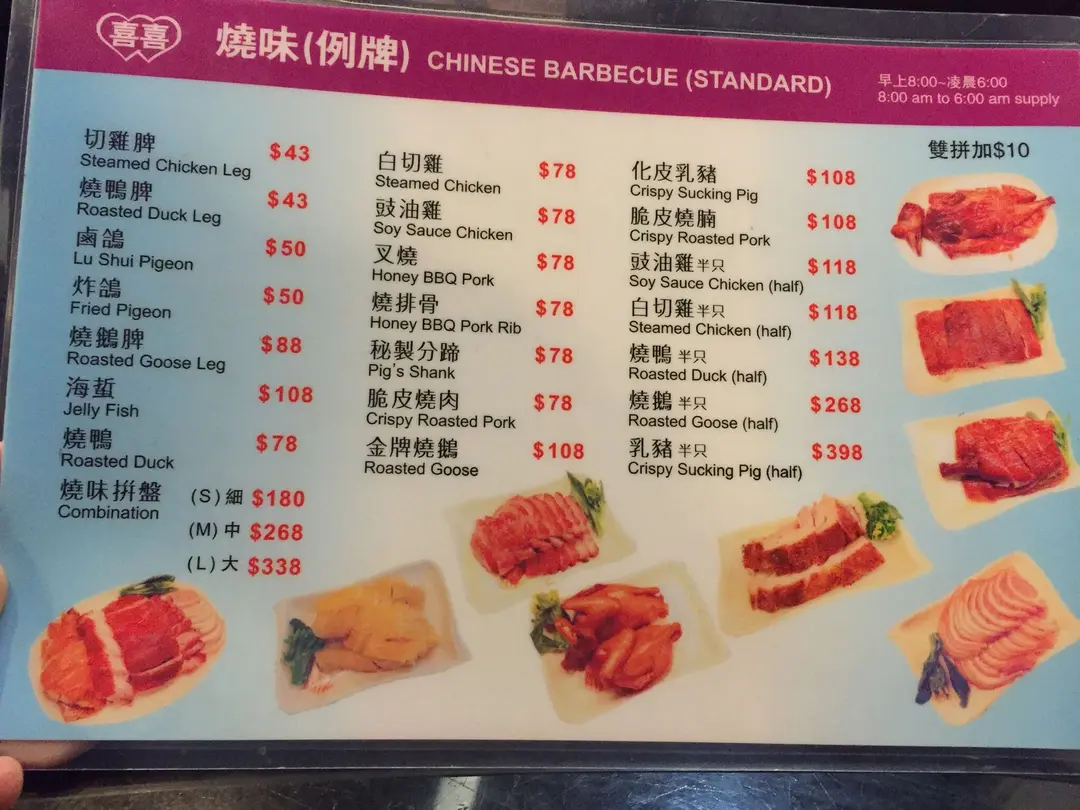 喜喜
燒味(例牌) CHINESE BARBECUE (STANDARD)
早上8:00~凌晨6:00
8:00 am to 6:00 am supply
切雞脾 $43
Steamed Chicken Leg
燒鴨脾 $43
Roasted Duck Leg
鹵鴿 $50
Lu Shui Pigeon
炸鴿 $50
Fried Pigeon
燒鵝脾 $88
Roasted Goose Leg
海蜇 $108
Jelly Fish
燒鴨 $78
Roasted Duck
燒味拼盤 (S) 細 $180
Combination
(M) 中 $268
(L) 大 $338
白切雞 $78
Steamed Chicken
豉油雞 $78
Soy Sauce Chicken
叉燒 $78
Honey BBQ Pork
燒排骨 $78
Honey BBQ Pork Rib
秘製分蹄 $78
Pig's Shank
脆皮燒肉 $78
Crispy Roasted Pork
金牌燒鵝 $108
Roasted Goose
化皮乳豬 $108
Crispy Sucking Pig
脆皮燒腩 $108
Crispy Roasted Pork
豉油雞 半只 $118
Soy Sauce Chicken (half)
白切雞 半只 $118
Steamed Chicken (half)
燒鴨 半只 $138
Roasted Duck (half)
燒鵝 半只 $268
Roasted Goose (half)
乳豬 半只 $398
Crispy Sucking Pig (half)
雙拼加$10